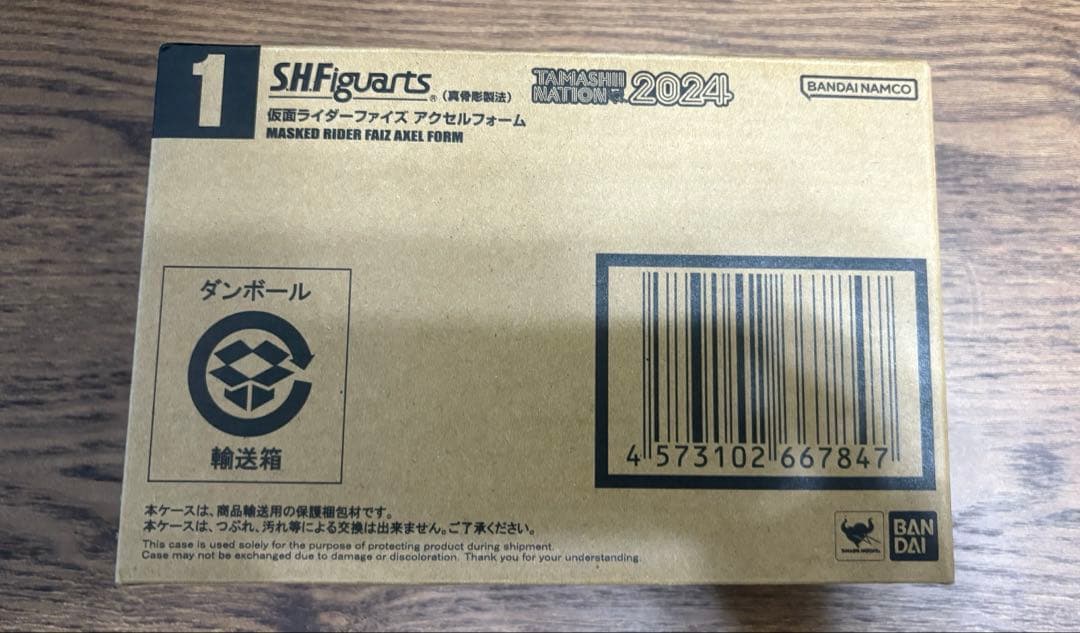 1
S.H.Figuarts® (真骨彫製法)
TAMASHII NATION 2024
BANDAI NAMCO
仮面ライダーファイズ アクセルフォーム
MASKED RIDER FAIZ AXEL FORM
ダンボール
輸送箱
4 573102 667847
本ケースは、商品輸送用の保護梱包材です。
本ケースは、つぶれ、汚れ等による交換は出来ません。ご了承ください。
This case is used solely for the purpose of protecting product during shipment.
Case may not be exchanged due to damage or discoloration. Thank you for your understanding.
TAMASHII NATIONS
BAN
DAI